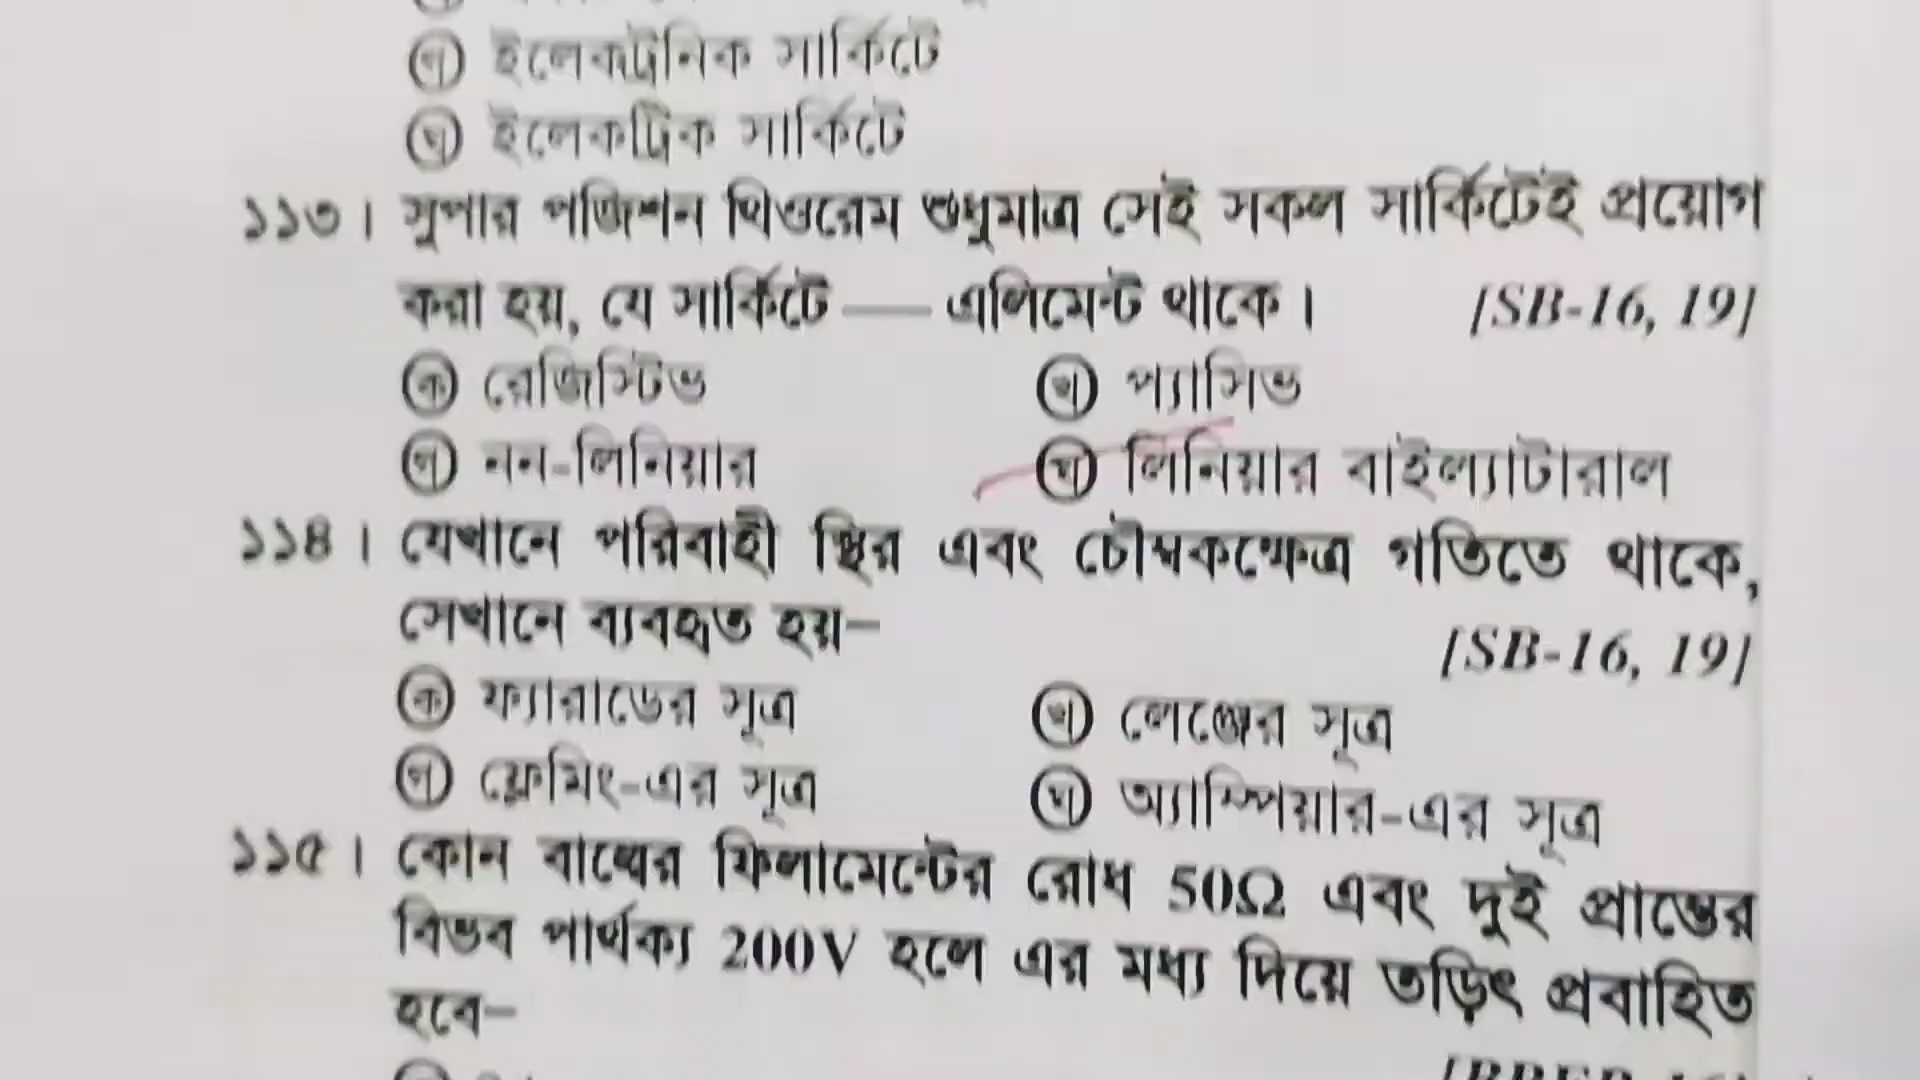 গ ইলেকট্রনিক সার্কিটে
ঘ ইলেকট্রিক সার্কিটে
১১৩। সুপার পজিশন থিওরেম শুধুমাত্র সেই সকল সার্কিটেই প্রয়োগ
করা হয়, যে সার্কিটে — এলিমেন্ট থাকে। [SB-16, 19]
ক রেজিস্টিভ খ প্যাসিভ
গ নন-লিনিয়ার ঘ লিনিয়ার বাইল্যাটারাল
১১৪। যেখানে পরিবাহী স্থির এবং চৌম্বকক্ষেত্র গতিতে থাকে,
সেখানে ব্যবহৃত হয়– [SB-16, 19]
ক ফ্যারাডের সূত্র খ লেঞ্জের সূত্র
গ ফ্লেমিং-এর সূত্র ঘ অ্যাম্পিয়ার-এর সূত্র
১১৫। কোন বাল্বের ফিলামেন্টের রোধ 50Ω এবং দুই প্রান্তের
বিভব পার্থক্য 200V হলে এর মধ্য দিয়ে তড়িৎ প্রবাহিত
হবে–